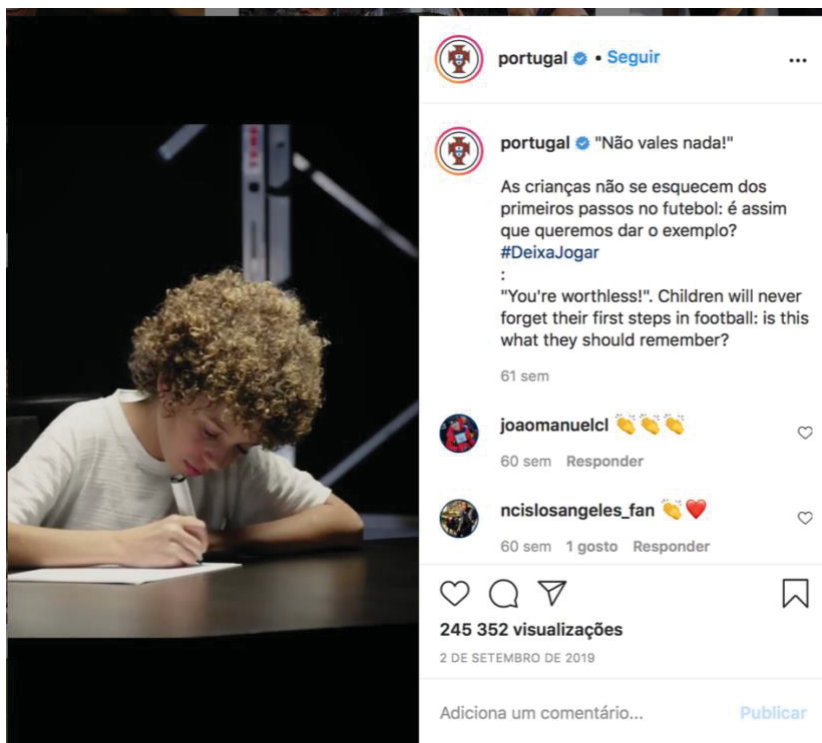 portugal • Seguir
portugal "Não vales nada!"
As crianças não se esquecem dos
primeiros passos no futebol: é assim
que queremos dar o exemplo?
#DeixaJogar
:
"You're worthless!". Children will never
forget their first steps in football: is this
what they should remember?
61 sem
joaomanuelcl 👏👏👏
60 sem Responder
ncislosangeles_fan 👏❤️
60 sem 1 gosto Responder
245 352 visualizações
2 DE SETEMBRO DE 2019
Adiciona um comentário... Publicar